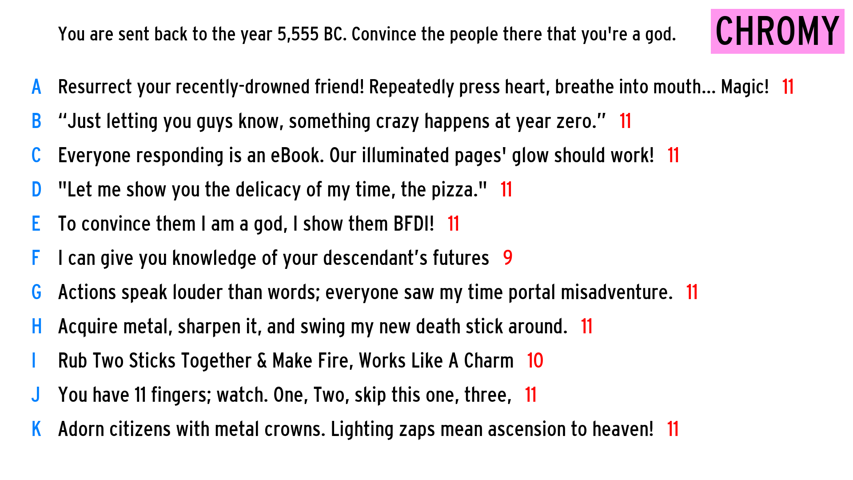 You are sent back to the year 5,555 BC. Convince the people there that you're a god.
CHROMY
A Resurrect your recently-drowned friend! Repeatedly press heart, breathe into mouth... Magic! 11
B “Just letting you guys know, something crazy happens at year zero.” 11
C Everyone responding is an eBook. Our illuminated pages' glow should work! 11
D "Let me show you the delicacy of my time, the pizza." 11
E To convince them I am a god, I show them BFDI! 11
F I can give you knowledge of your descendant’s futures 9
G Actions speak louder than words; everyone saw my time portal misadventure. 11
H Acquire metal, sharpen it, and swing my new death stick around. 11
I Rub Two Sticks Together & Make Fire, Works Like A Charm 10
J You have 11 fingers; watch. One, Two, skip this one, three, 11
K Adorn citizens with metal crowns. Lighting zaps mean ascension to heaven! 11